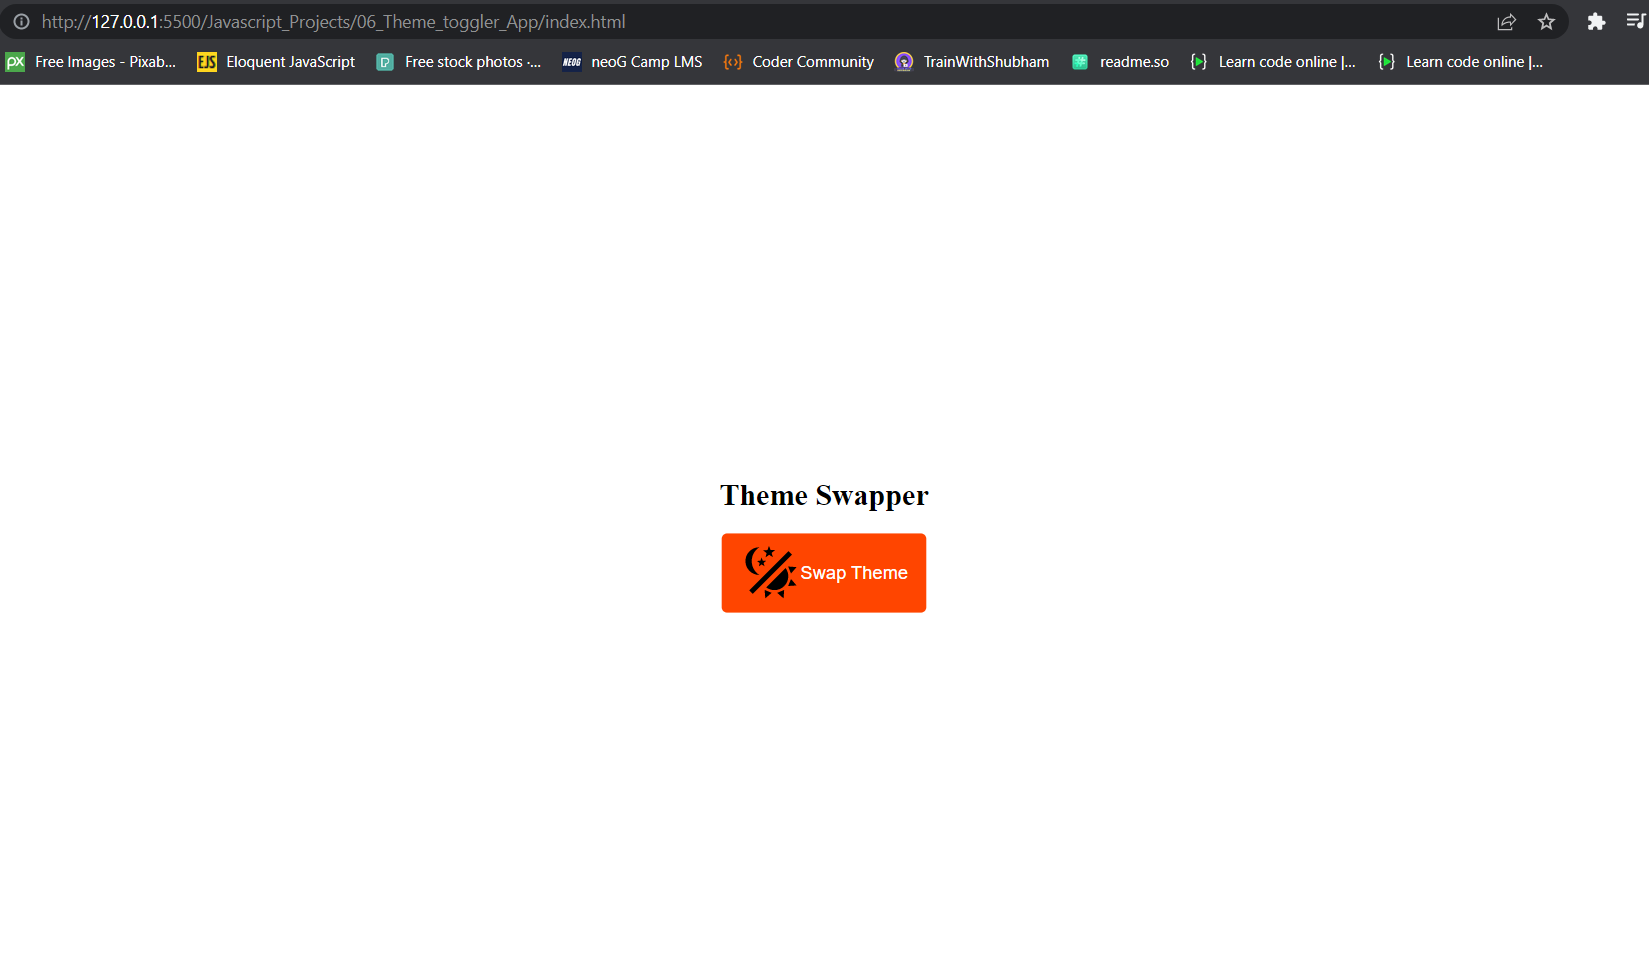 http://127.0.0.1:5500/Javascript_Projects/06_Theme_toggler_App/index.html
px Free Images - Pixab... EJS Eloquent JavaScript P Free stock photos ·... NEOG neoG Camp LMS Coder Community TrainWithShubham # readme.so Learn code online |... Learn code online |...
Theme Swapper
Swap Theme